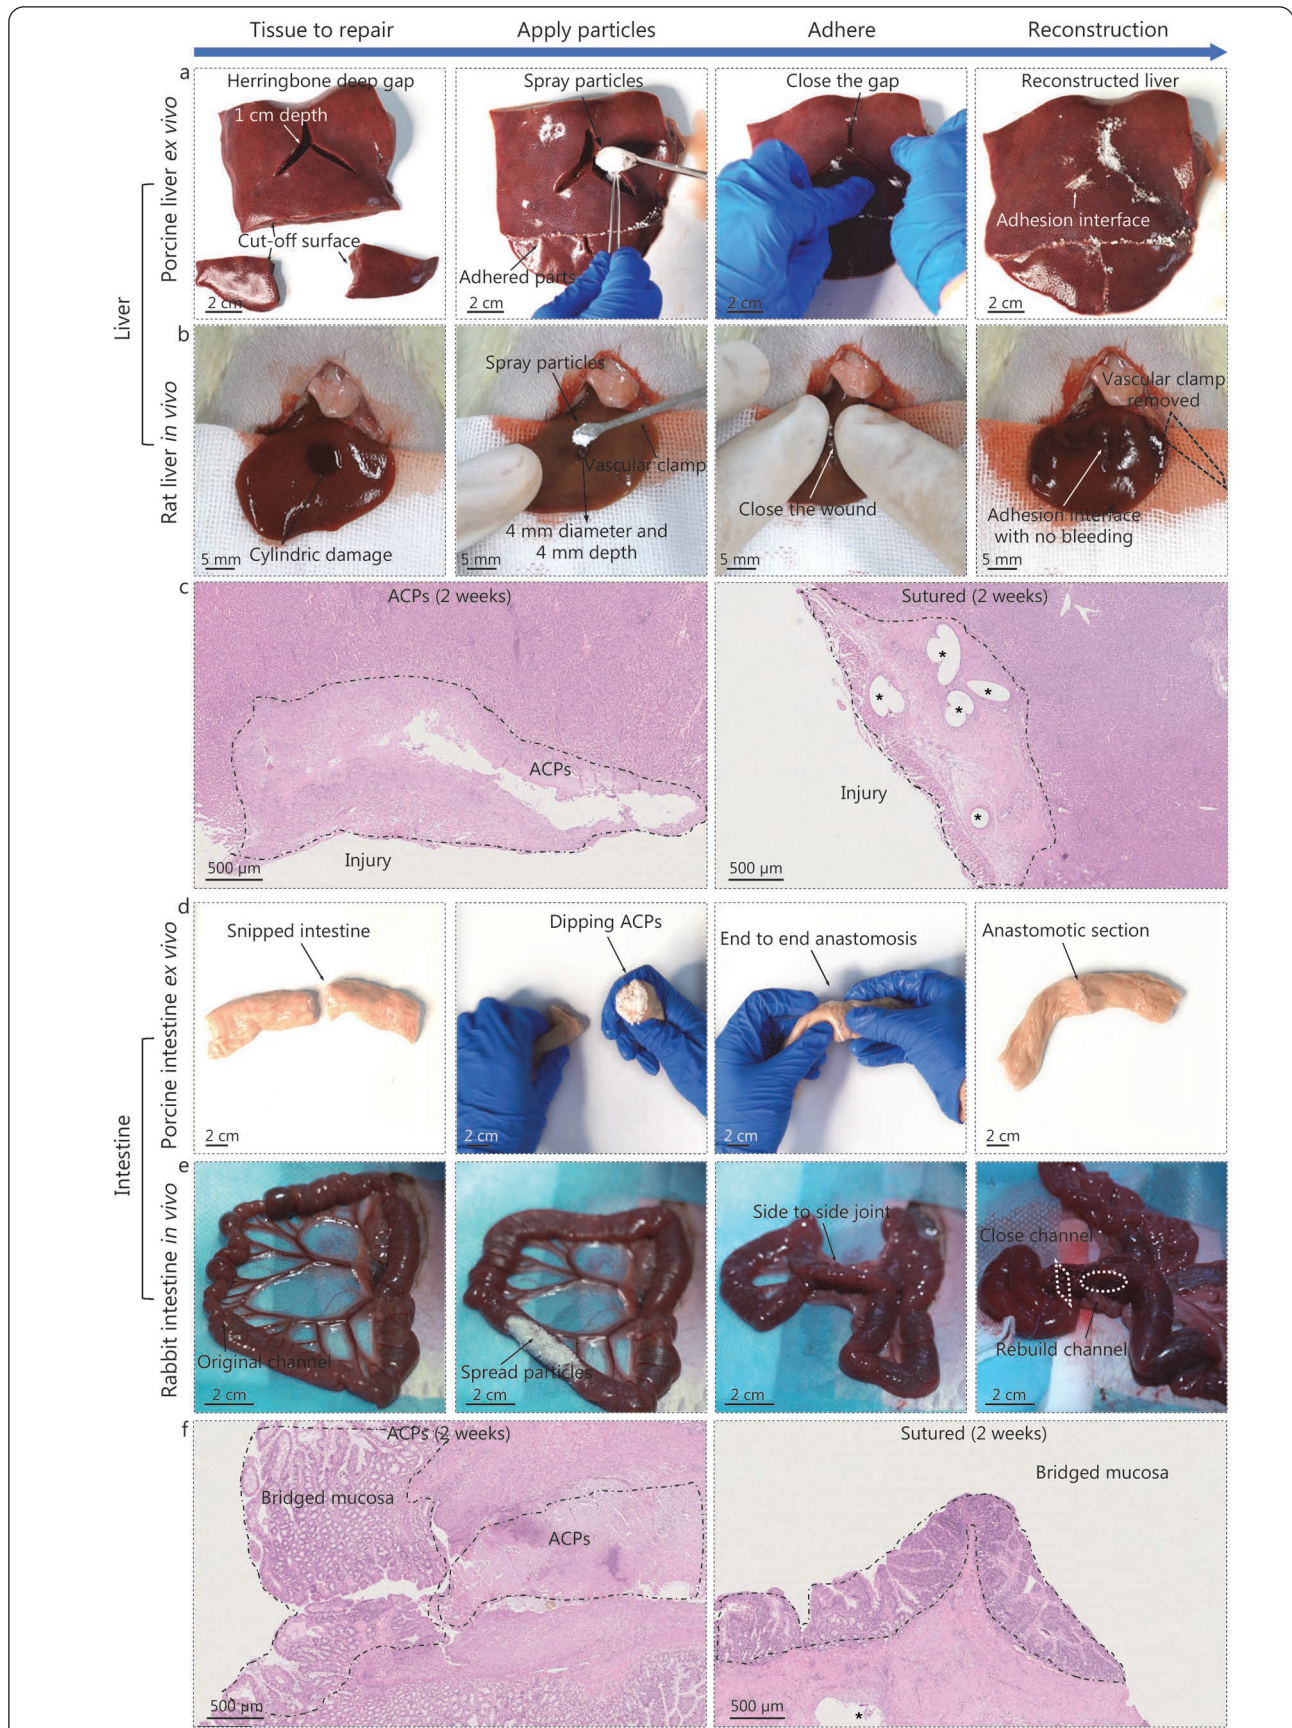 Tissue to repair
Apply particles
Adhere
Reconstruction
Liver
Porcine liver ex vivo
a
Herringbone deep gap
1 cm depth
Cut-off surface
2 cm
Spray particles
Adhered parts
2 cm
Close the gap
2 cm
Reconstructed liver
Adhesion interface
2 cm
Rat liver in vivo
b
Cylindric damage
5 mm
Spray particles
Vascular clamp
4 mm diameter and
4 mm depth
5 mm
Close the wound
5 mm
Vascular clamp
removed
Adhesion interface
with no bleeding
5 mm
c
ACPs (2 weeks)
ACPs
Injury
500 μm
Sutured (2 weeks)
*
*
*
*
*
Injury
500 μm
Intestine
Porcine intestine ex vivo
d
Snipped intestine
2 cm
Dipping ACPs
2 cm
End to end anastomosis
2 cm
Anastomotic section
2 cm
Rabbit intestine in vivo
e
Original channel
2 cm
Spread particles
2 cm
Side to side joint
2 cm
Close channel
Rebuild channel
2 cm
f
ACPs (2 weeks)
Bridged mucosa
ACPs
500 μm
Sutured (2 weeks)
Bridged mucosa
500 μm
*